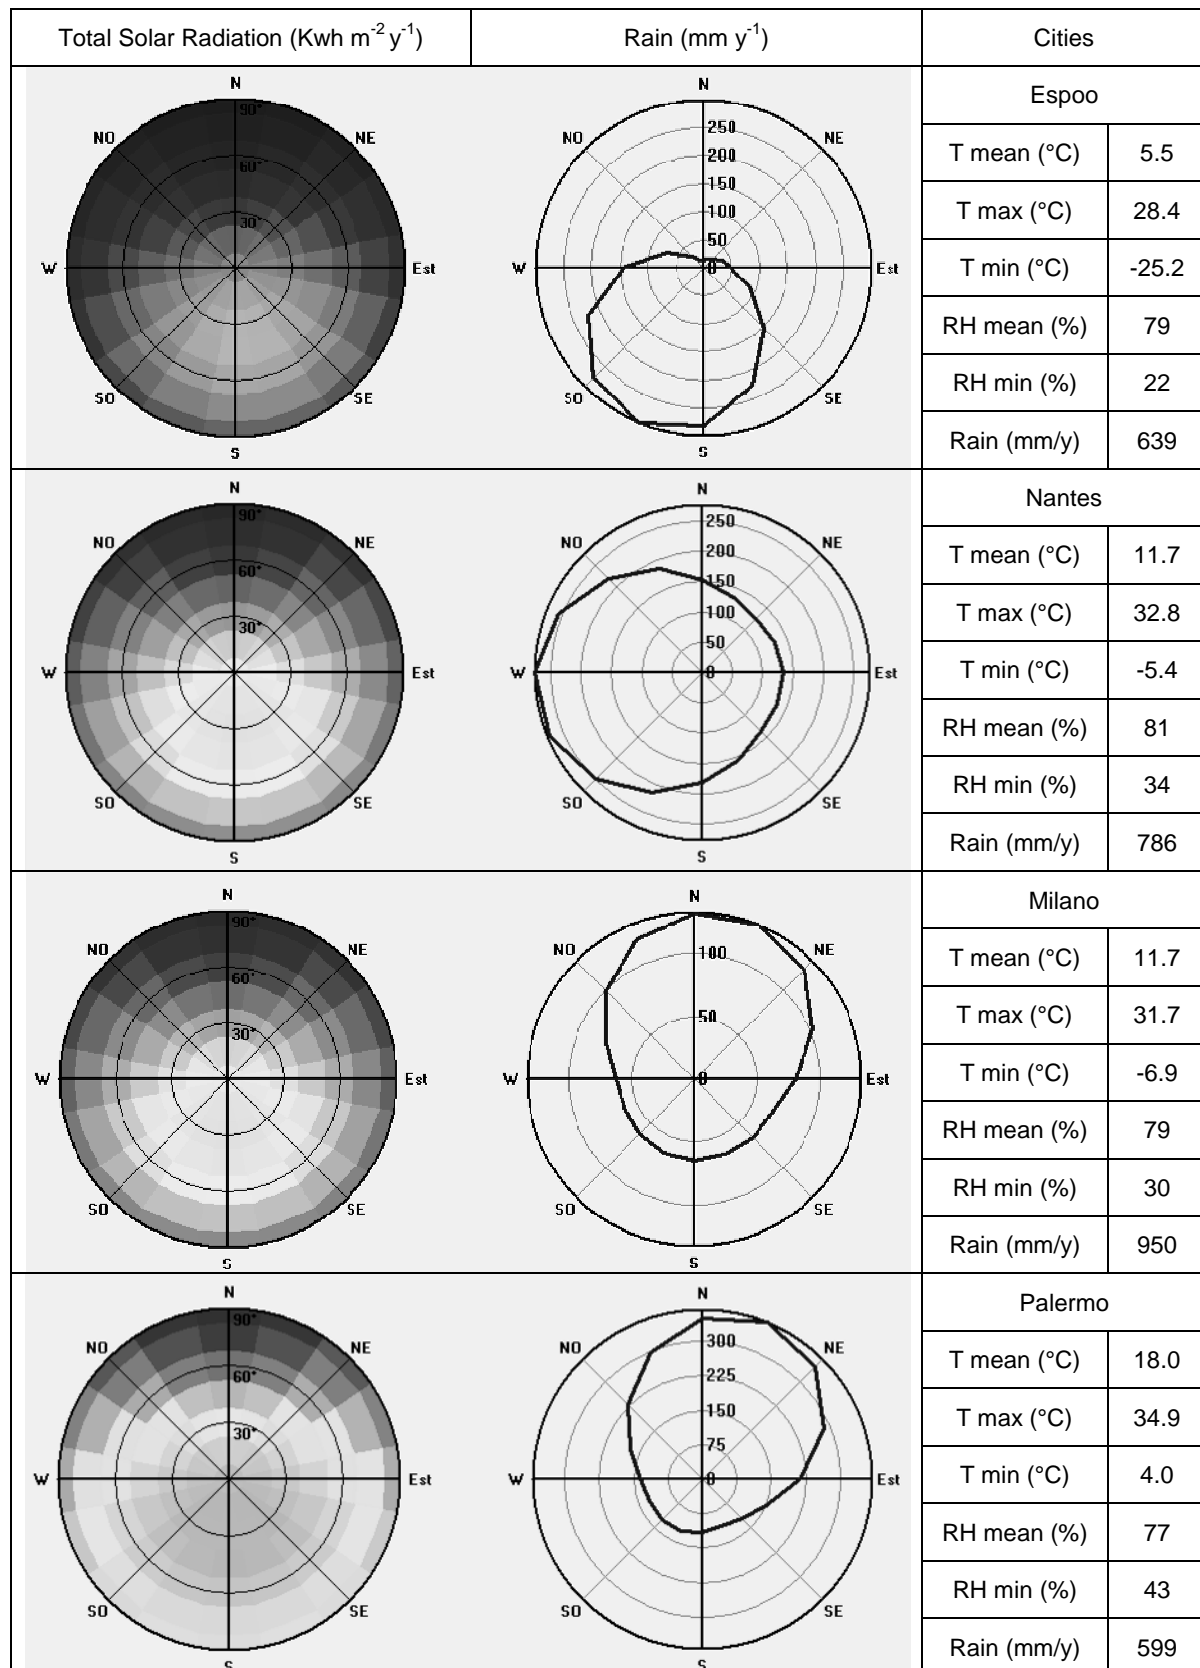 Total Solar Radiation (Kwh m-2 y-1) Rain (mm y-1) Cities
N
90°
60°
30°
NO NE
W Est
SO SE
S
N
250
200
150
100
50
0
NO NE
W Est
SO SE
S
Espoo
T mean (°C) 5.5
T max (°C) 28.4
T min (°C) -25.2
RH mean (%) 79
RH min (%) 22
Rain (mm/y) 639
N
90°
60°
30°
NO NE
W Est
SO SE
S
N
250
200
150
100
50
0
NO NE
W Est
SO SE
S
Nantes
T mean (°C) 11.7
T max (°C) 32.8
T min (°C) -5.4
RH mean (%) 81
RH min (%) 34
Rain (mm/y) 786
N
90°
60°
30°
NO NE
W Est
SO SE
S
N
100
50
0
NO NE
W Est
SO SE
S
Milano
T mean (°C) 11.7
T max (°C) 31.7
T min (°C) -6.9
RH mean (%) 79
RH min (%) 30
Rain (mm/y) 950
N
90°
60°
30°
NO NE
W Est
SO SE
S
N
300
225
150
75
0
NO NE
W Est
SO SE
S
Palermo
T mean (°C) 18.0
T max (°C) 34.9
T min (°C) 4.0
RH mean (%) 77
RH min (%) 43
Rain (mm/y) 599